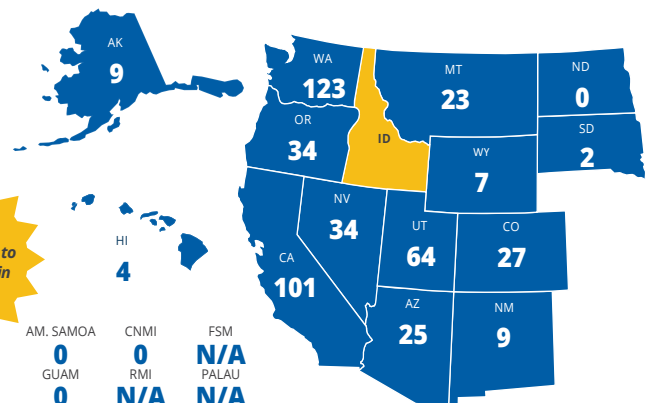 AK
9
WA
123
MT
23
ND
0
OR
34
ID
SD
2
WY
7
NV
34
UT
64
CO
27
HI
4
CA
101
AZ
25
NM
9
to
in
AM. SAMOA CNMI FSM
0 0 N/A
GUAM RMI PALAU
0 N/A N/A